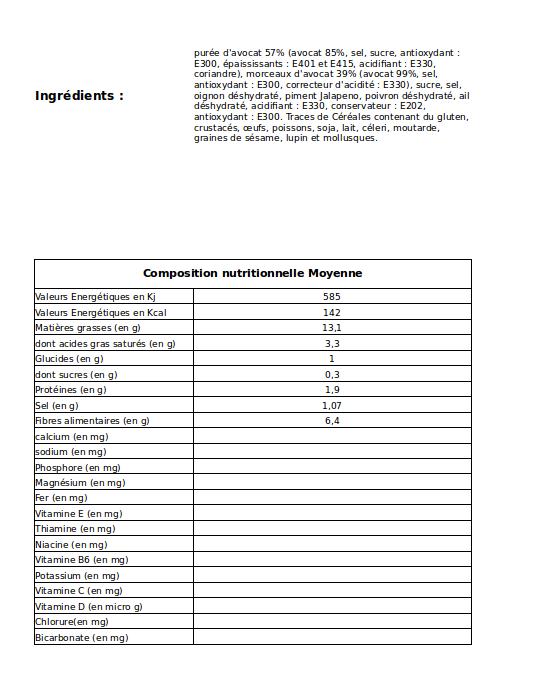 purée d'avocat 57% (avocat 85%, sel, sucre, antioxydant :
E300, épaississants : E401 et E415, acidifiant : E330,
coriandre), morceaux d'avocat 39% (avocat 99%, sel,
antioxydant : E300, correcteur d'acidité : E330), sucre, sel,
Ingrédients :
oignon déshydraté, piment Jalapeno, poivron déshydraté, ail
déshydraté, acidifiant : E330, conservateur : E202,
antioxydant : E300. Traces de Céréales contenant du gluten,
crustacés, œufs, poissons, soja, lait, céleri, moutarde,
graines de sésame, lupin et mollusques.
Composition nutritionnelle Moyenne
Valeurs Energétiques en Kj 585
Valeurs Energétiques en Kcal 142
Matières grasses (en g) 13,1
dont acides gras saturés (en g) 3,3
Glucides (en g) 1
dont sucres (en g) 0,3
Protéines (en g) 1,9
Sel (en g) 1,07
Fibres alimentaires (en g) 6,4
calcium (en mg)
sodium (en mg)
Phosphore (en mg)
Magnésium (en mg)
Fer (en mg)
Vitamine E (en mg)
Thiamine (en mg)
Niacine (en mg)
Vitamine B6 (en mg)
Potassium (en mg)
Vitamine C (en mg)
Vitamine D (en micro g)
Chlorure(en mg)
Bicarbonate (en mg)